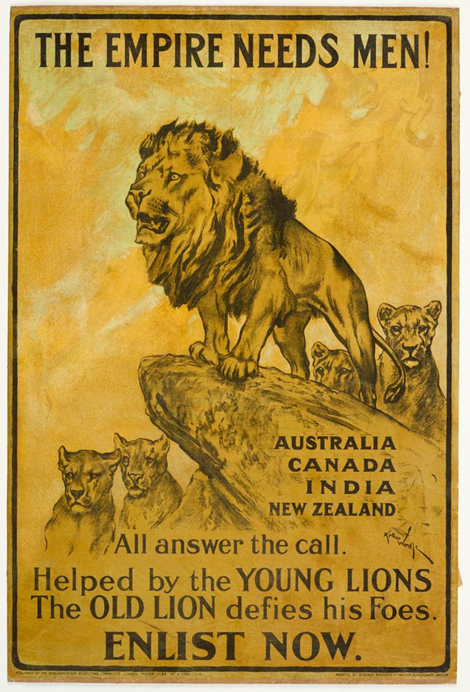 THE EMPIRE NEEDS MEN!
AUSTRALIA
CANADA
INDIA
NEW ZEALAND
All answer the call.
Helped by the YOUNG LIONS
The OLD LION defies his Foes.
ENLIST NOW.